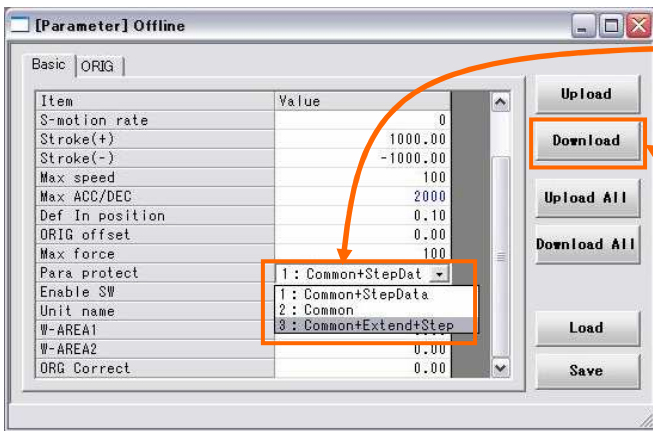 [Parameter] Offline
Basic ORIG
Item Value
S-motion rate 0
Stroke(+) 1000.00
Stroke(-) -1000.00
Max speed 100
Max ACC/DEC 2000
Def In position 0.10
ORIG offset 0.00
Max force 100
Para protect 1: Common+StepDat
Enable SW 1: Common+StepData
Unit name 2: Common
W-AREA1 3: Common+Extend+Step
W-AREA2 0.00
ORG Correct 0.00
Upload
Download
Upload All
Download All
Load
Save